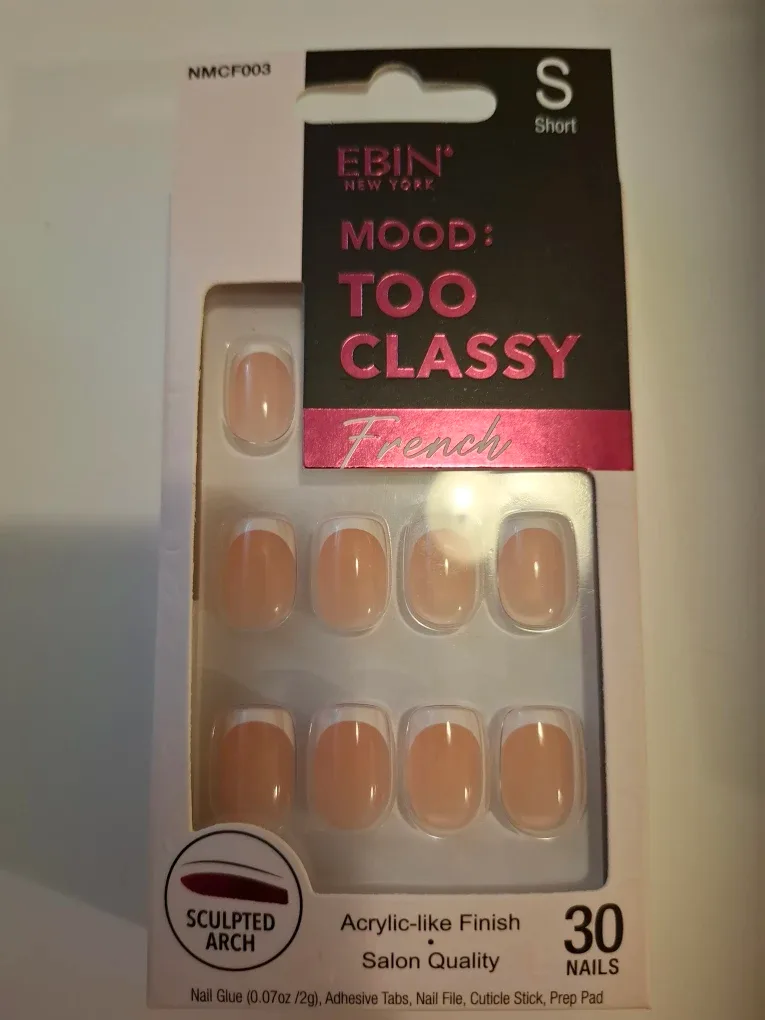 NMCF003
S
Short
EBIN®
NEW YORK
MOOD:
TOO
CLASSY
French
SCULPTED
ARCH
Acrylic-like Finish
•
Salon Quality
30
NAILS
Nail Glue (0.07oz /2g), Adhesive Tabs, Nail File, Cuticle Stick, Prep Pad